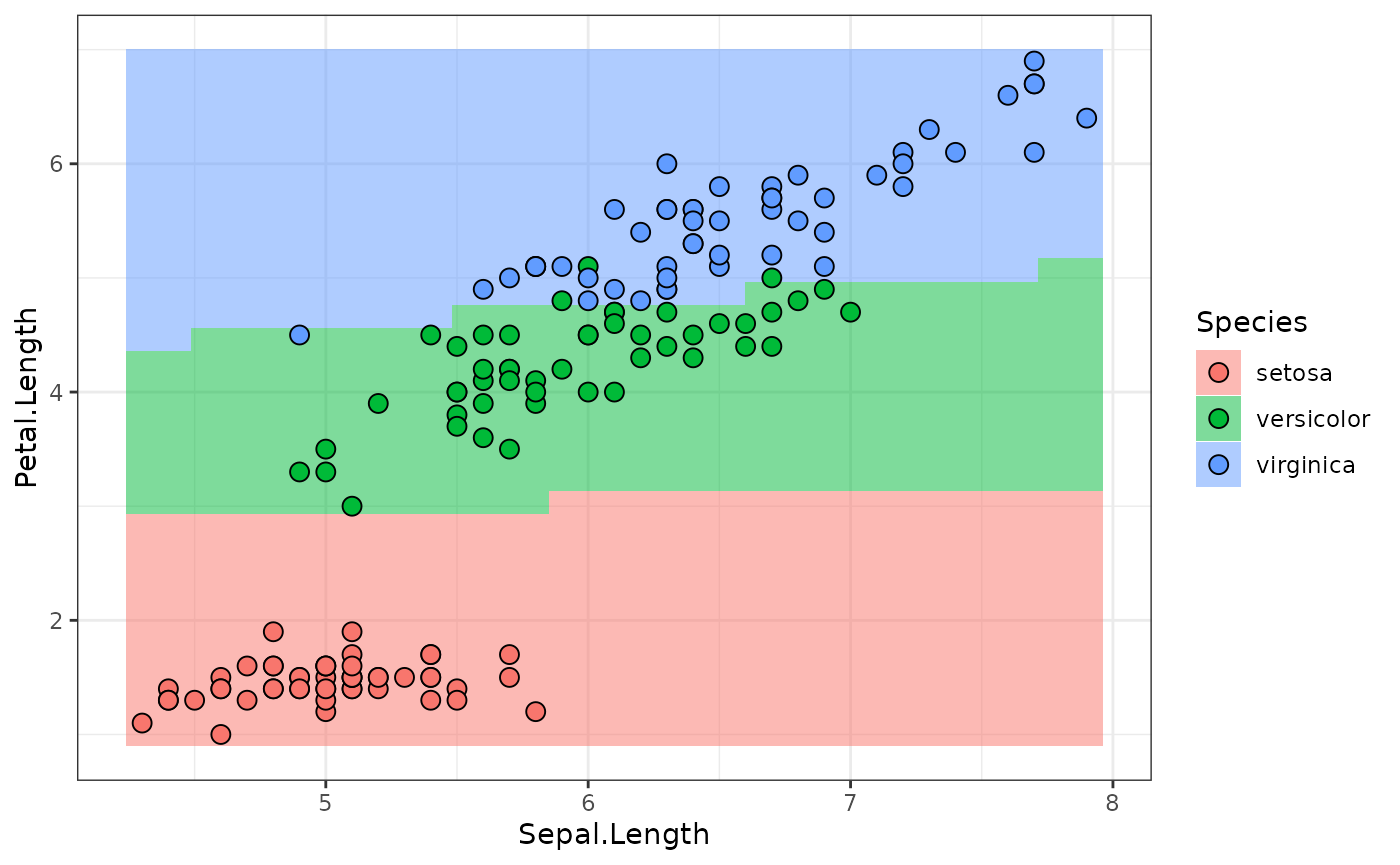 Petal.Length
6
4
2
5 6 7 8
Sepal.Length
Species
setosa
versicolor
virginica